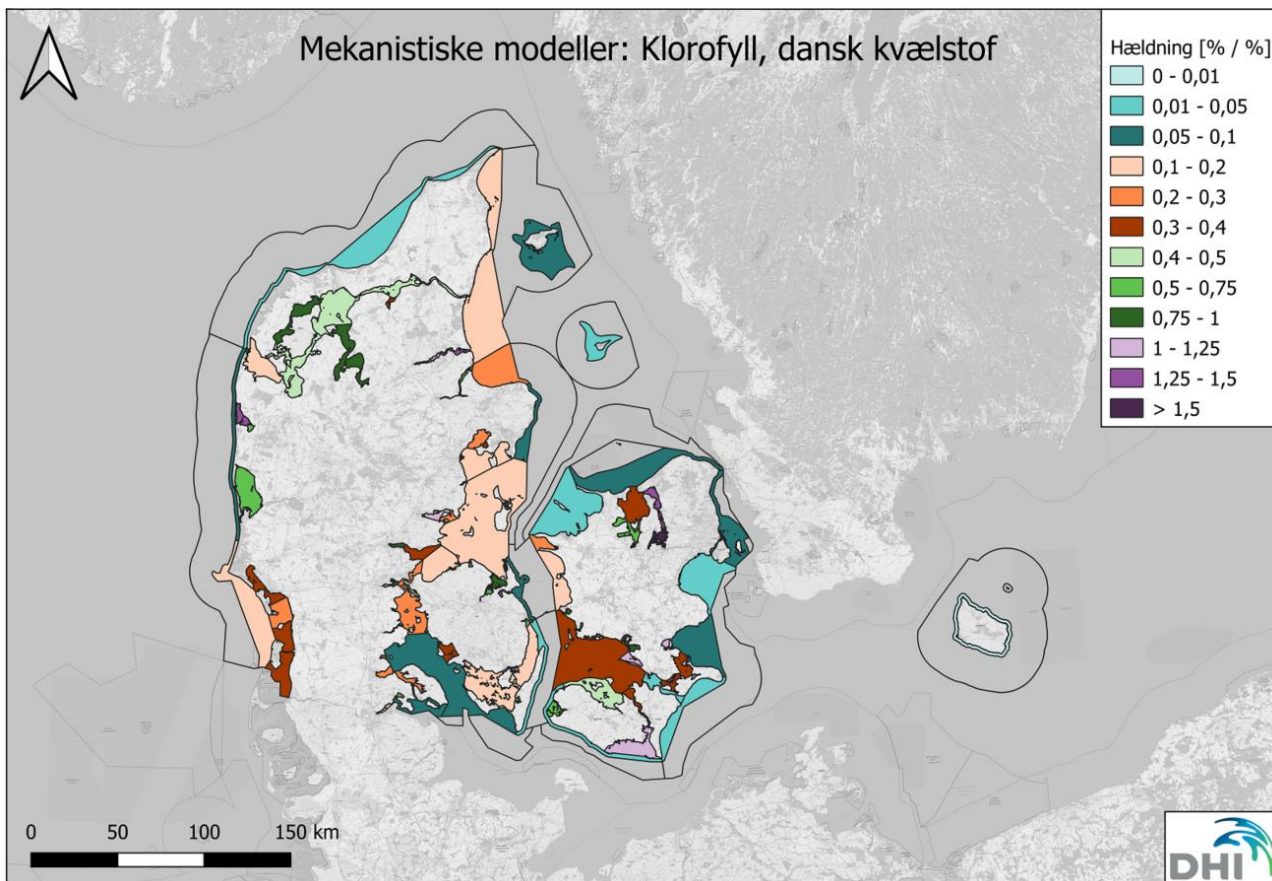 Mekanistiske modeller: Klorofyll, dansk kvælstof
Hældning [% / %]
0 - 0,01
0,01 - 0,05
0,05 - 0,1
0,1 - 0,2
0,2 - 0,3
0,3 - 0,4
0,4 - 0,5
0,5 - 0,75
0,75 - 1
1 - 1,25
1,25 - 1,5
> 1,5
0 50 100 150 km
DHI